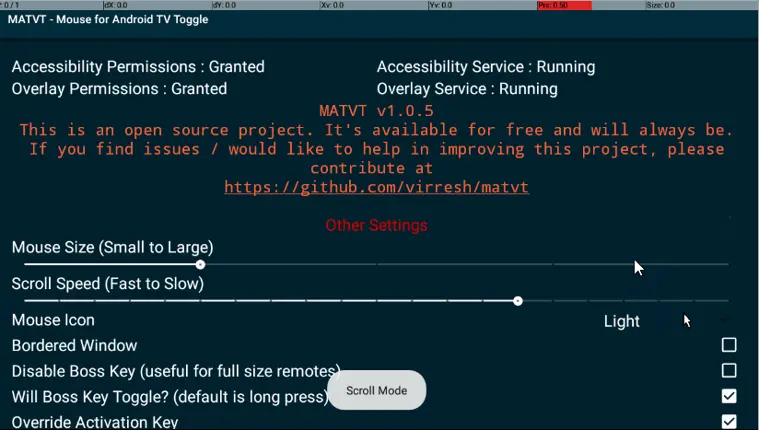 P: 0 / 1 dX: 0.0 dY: 0.0 Xv: 0.0 Yv: 0.0 Prs: 0.50 Size: 0.0
MATVT - Mouse for Android TV Toggle
Accessibility Permissions : Granted Accessibility Service : Running
Overlay Permissions : Granted Overlay Service : Running
MATVT v1.0.5
This is an open source project. It's available for free and will always be.
If you find issues / would like to help in improving this project, please
contribute at
https://github.com/virresh/matvt
Other Settings
Mouse Size (Small to Large)
Scroll Speed (Fast to Slow)
Mouse Icon Light
Bordered Window
Disable Boss Key (useful for full size remotes)
Will Boss Key Toggle? (default is long press)
Scroll Mode
Override Activation Key